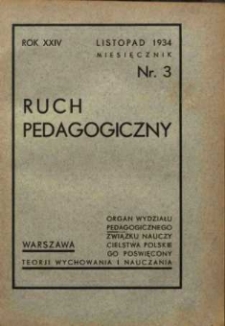 ROK XXIV LISTOPAD 1934
MIESIĘCZNIK
Nr. 3
RUCH
PEDAGOGICZNY
ORGAN WYDZIAŁU
PEDAGOGICZNEGO
ZWIĄZKU NAUCZY
CIELSTWA POLSKIE
GO POŚWIĘCONY
WARSZAWA
TEORJI WYCHOWANIA I NAUCZANIA